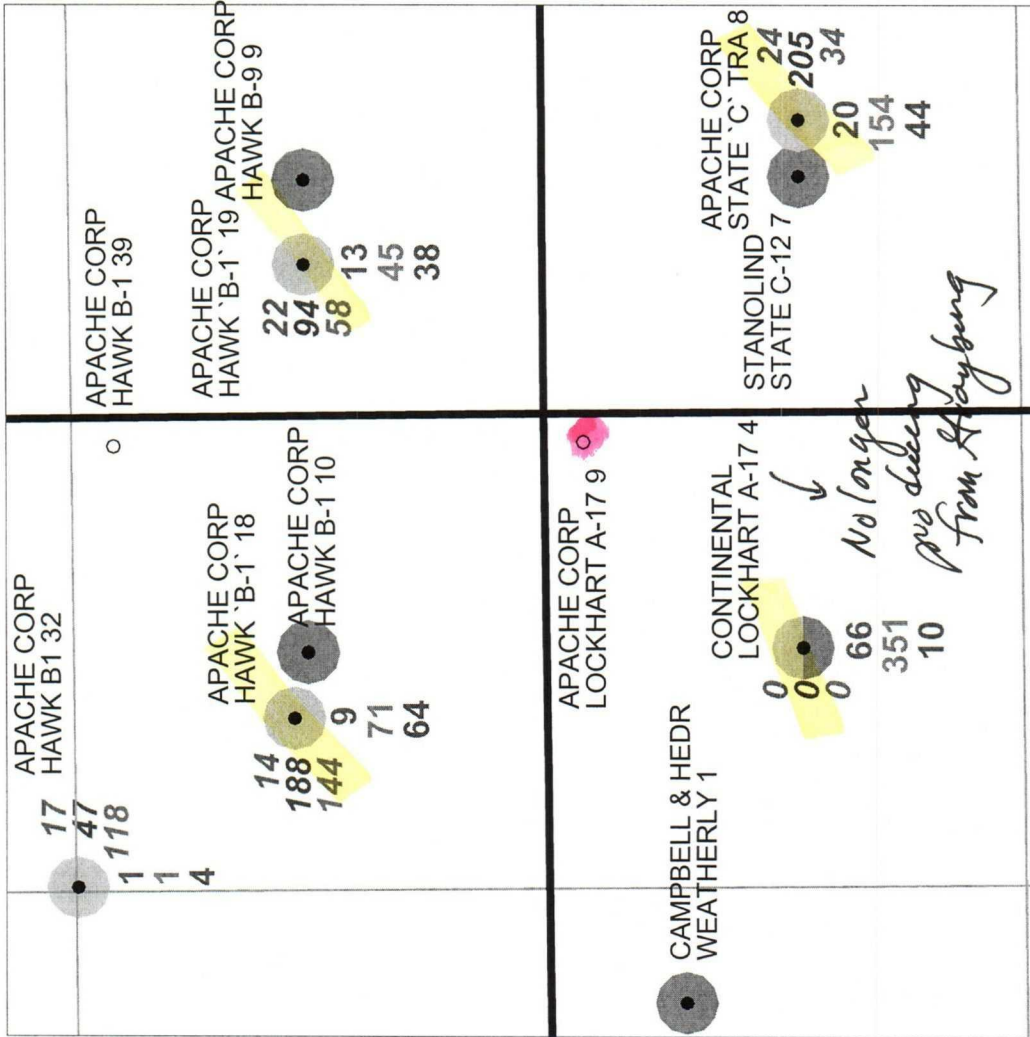 APACHE CORP
HAWK B1 32
17
47
118
1
1
4
APACHE CORP
HAWK B-1 39
APACHE CORP
HAWK `B-1` 18
APACHE CORP
HAWK B-1 10
14
188
144
9
71
64
APACHE CORP
HAWK `B-1` 19
APACHE CORP
HAWK B-9 9
22
94
58
13
45
38
APACHE CORP
LOCKHART A-17 9
CAMPBELL & HEDR
WEATHERLY 1
CONTINENTAL
LOCKHART A-17 4
0
0
0
66
351
10
No longer
producing
from Grayburg
STANOLIND
STATE C-12 7
APACHE CORP
STATE `C` TRA 8
24
205
34
20
154
44